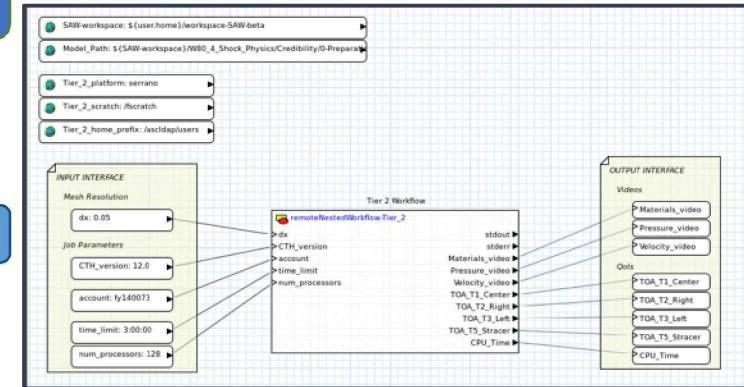 SAW-workspace: ${user.home}/workspace-SAW-beta
Model_Path: ${SAW-workspace}/W80_4_Shock_Physics/Credibility/0-Preparat
Tier_2_platform: serrano
Tier_2_scratch: /fscratch
Tier_2_home_prefix: /ascldap/users
INPUT INTERFACE
Mesh Resolution
dx: 0.05
Job Parameters
CTH_version: 12.0
account: fy140073
time_limit: 3:00:00
num_processors: 128
Tier 2 Workflow
remoteNestedWorkflow-Tier_2
dx
CTH_version
account
time_limit
num_processors
stdout
stderr
Materials_video
Pressure_video
Velocity_video
TOA_T1_Center
TOA_T2_Right
TOA_T3_Left
TOA_T5_Stracer
CPU_Time
OUTPUT INTERFACE
Videos
Materials_video
Pressure_video
Velocity_video
QoIs
TOA_T1_Center
TOA_T2_Right
TOA_T3_Left
TOA_T5_Stracer
CPU_Time